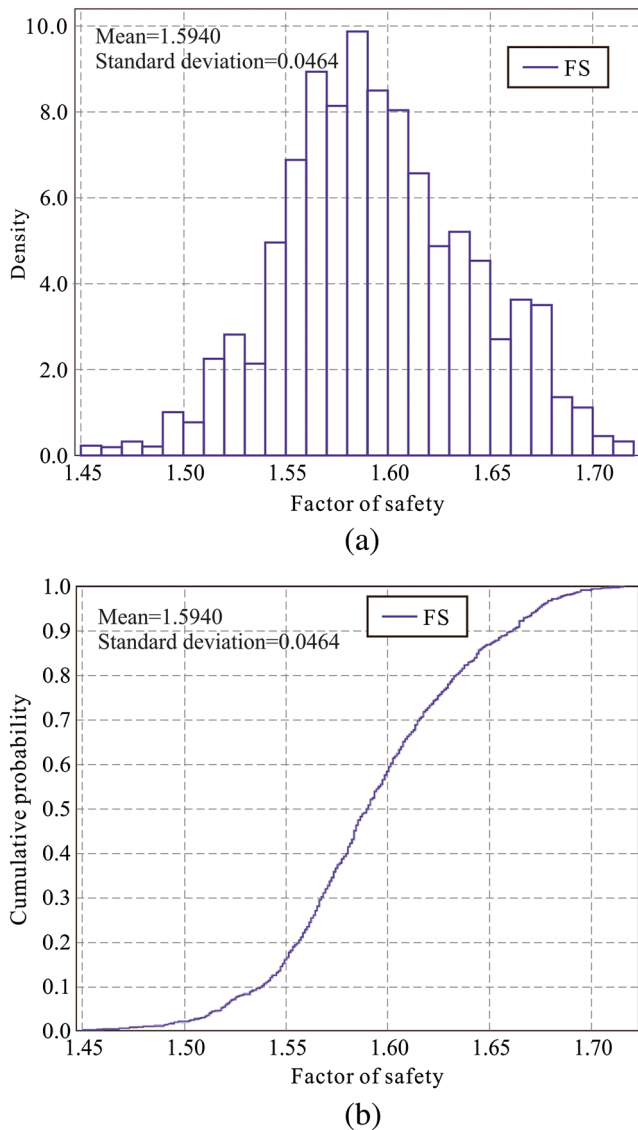 10.0
Mean=1.5940
Standard deviation=0.0464
FS
8.0
6.0
Density
4.0
2.0
0.0
1.45 1.50 1.55 1.60 1.65 1.70
Factor of safety
(a)
1.0
Mean=1.5940
FS
0.9
Standard deviation=0.0464
0.8
0.7
0.6
Cumulative probability
0.5
0.4
0.3
0.2
0.1
0.0
1.45 1.50 1.55 1.60 1.65 1.70
Factor of safety
(b)